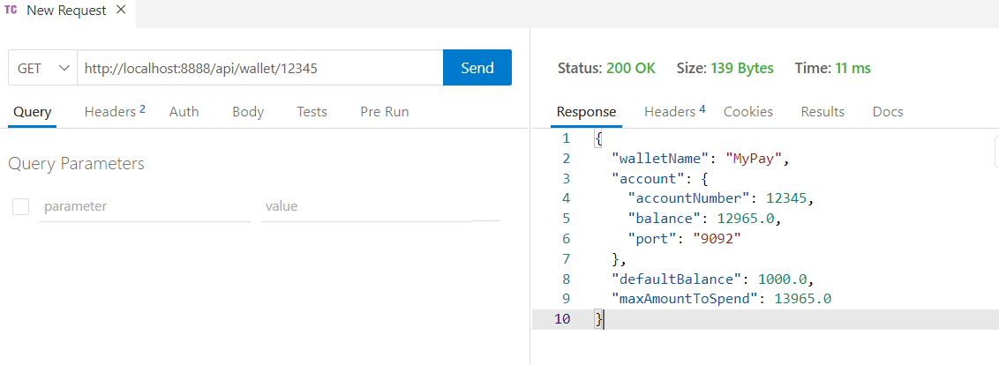 TC New Request ×
GET http://localhost:8888/api/wallet/12345 Send
Query Headers 2 Auth Body Tests Pre Run
Query Parameters
parameter value
Status: 200 OK Size: 139 Bytes Time: 11 ms
Response Headers 4 Cookies Results Docs
1 {
2 "walletName": "MyPay",
3 "account": {
4 "accountNumber": 12345,
5 "balance": 12965.0,
6 "port": "9092"
7 },
8 "defaultBalance": 1000.0,
9 "maxAmountToSpend": 13965.0
10 }